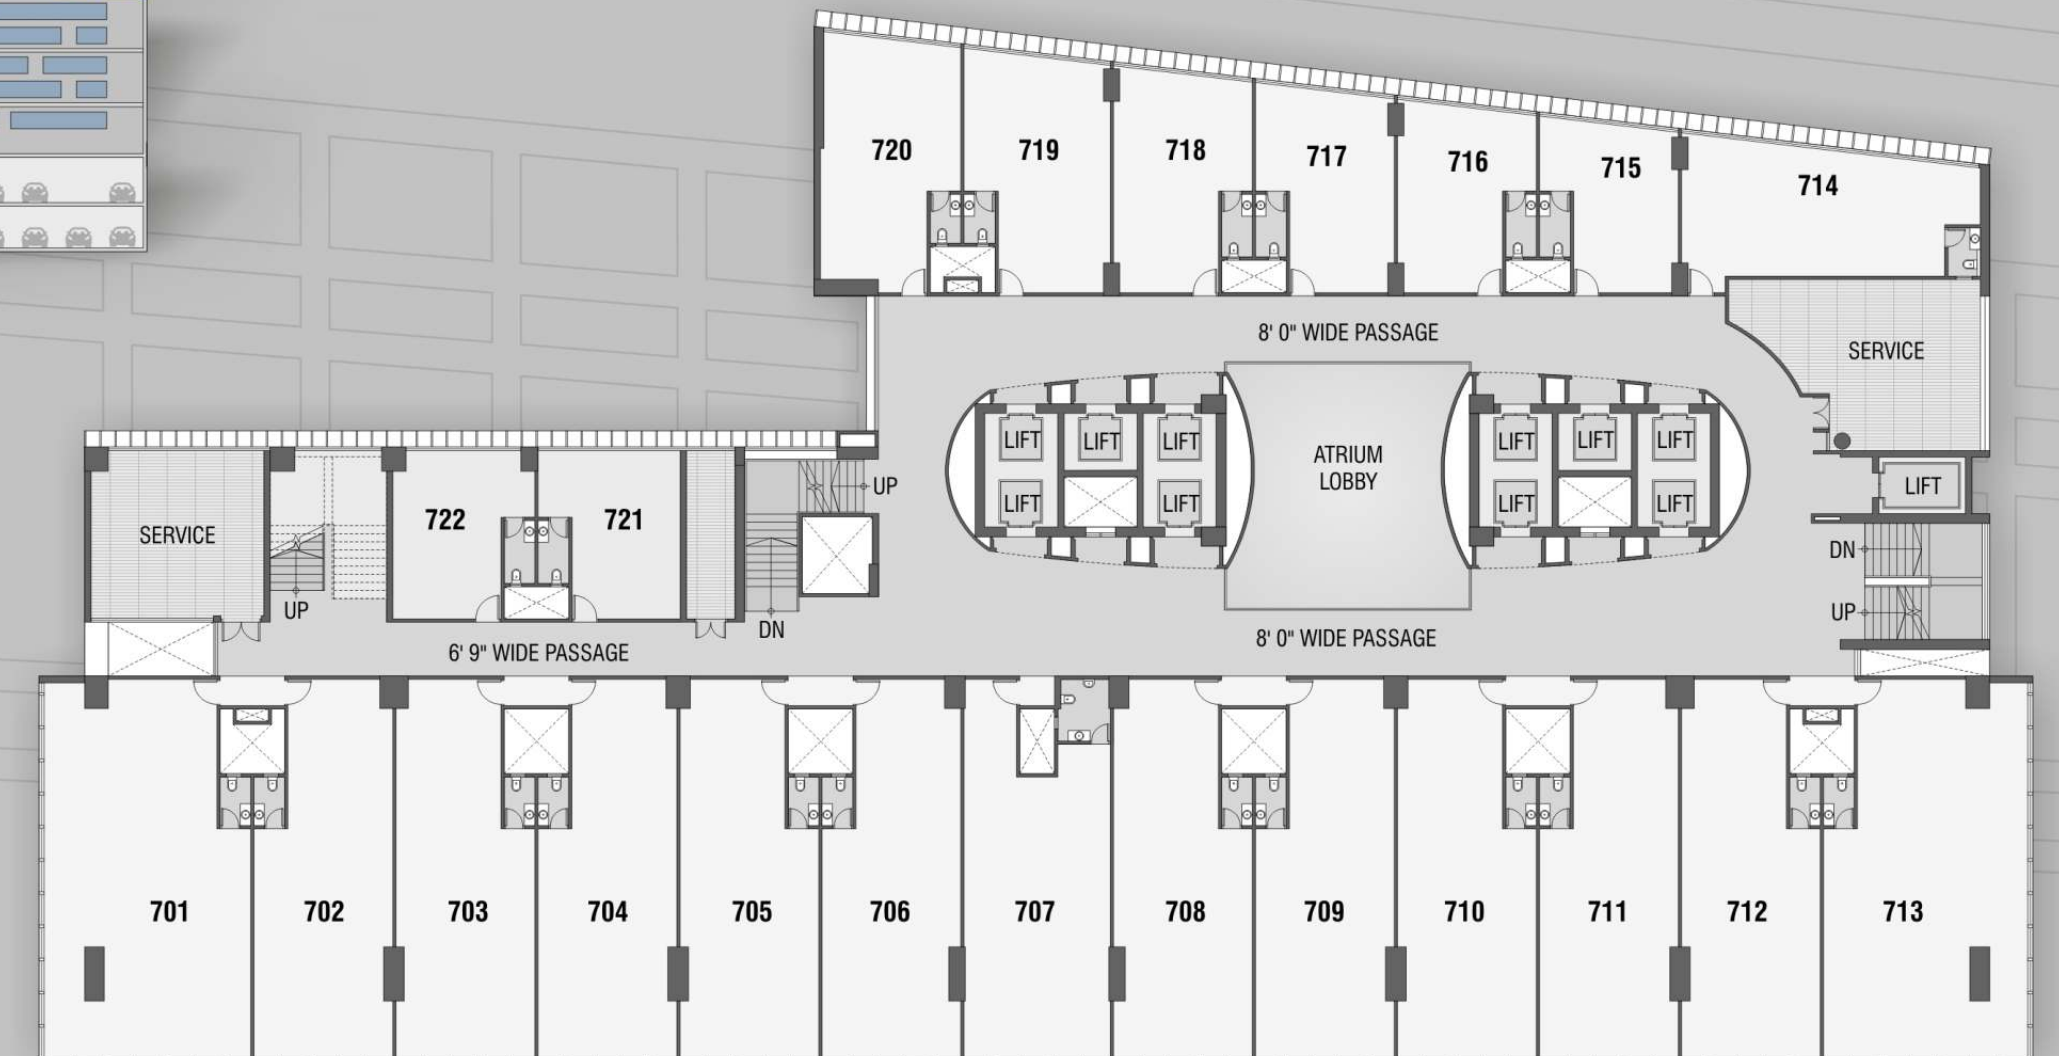 720
719
718
717
716
715
714
8' 0" WIDE PASSAGE
SERVICE
LIFT
LIFT
LIFT
LIFT
LIFT
ATRIUM
LOBBY
LIFT
LIFT
LIFT
LIFT
LIFT
LIFT
UP
722
721
SERVICE
UP
DN
DN
UP
6' 9" WIDE PASSAGE
8' 0" WIDE PASSAGE
701
702
703
704
705
706
707
708
709
710
711
712
713